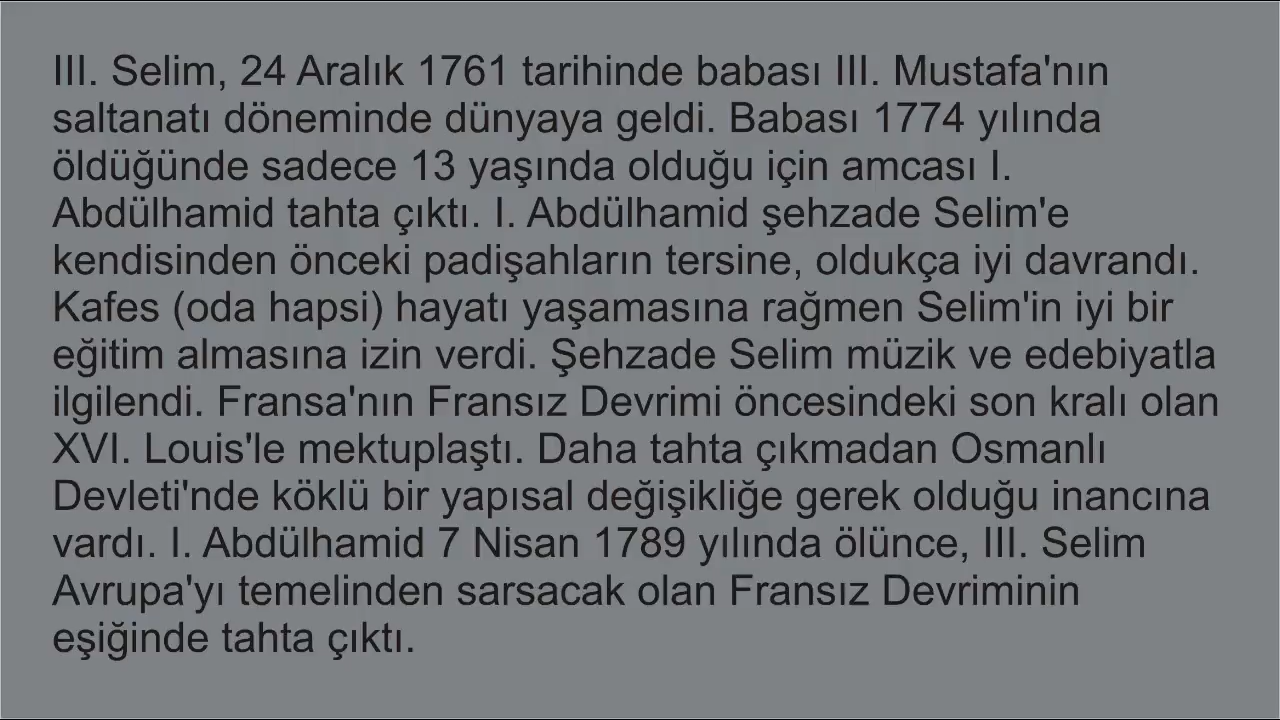 III. Selim, 24 Aralık 1761 tarihinde babası III. Mustafa'nın
saltanatı döneminde dünyaya geldi. Babası 1774 yılında
öldüğünde sadece 13 yaşında olduğu için amcası I.
Abdülhamid tahta çıktı. I. Abdülhamid şehzade Selim'e
kendisinden önceki padişahların tersine, oldukça iyi davrandı.
Kafes (oda hapsi) hayatı yaşamasına rağmen Selim'in iyi bir
eğitim almasına izin verdi. Şehzade Selim müzik ve edebiyatla
ilgilendi. Fransa'nın Fransız Devrimi öncesindeki son kralı olan
XVI. Louis'le mektuplaştı. Daha tahta çıkmadan Osmanlı
Devleti'nde köklü bir yapısal değişikliğe gerek olduğu inancına
vardı. I. Abdülhamid 7 Nisan 1789 yılında ölünce, III. Selim
Avrupa'yı temelinden sarsacak olan Fransız Devriminin
eşiğinde tahta çıktı.